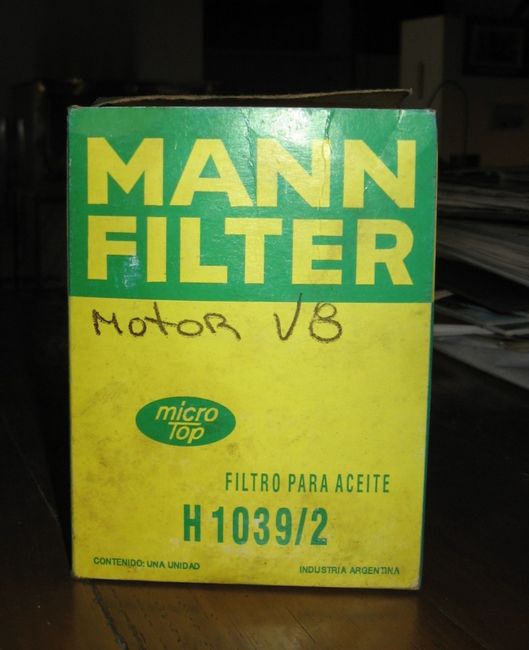 MANN
FILTER
MOTOR V8
micro
Top
FILTRO PARA ACEITE
H 1039/2
CONTENIDO: UNA UNIDAD
INDUSTRIA ARGENTINA